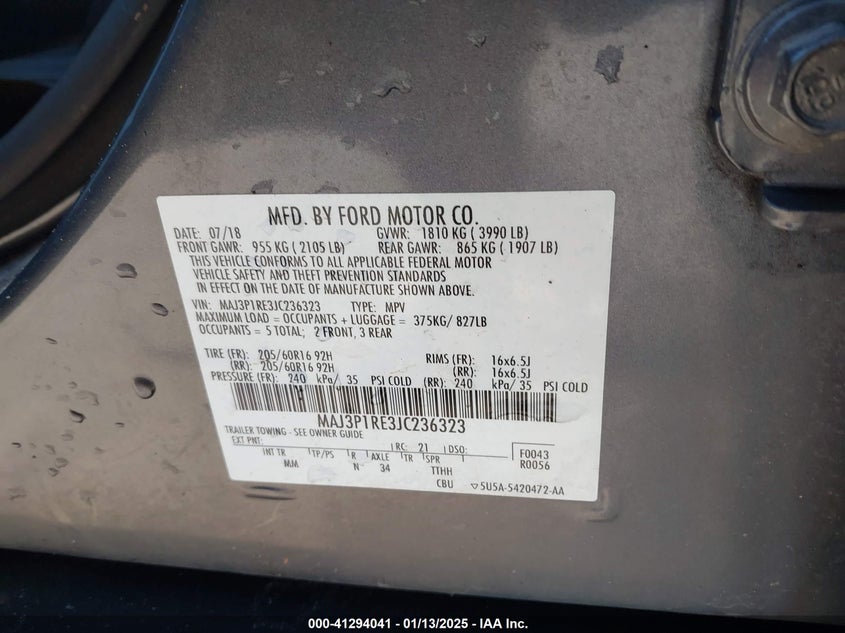 MFD. BY FORD MOTOR CO.
DATE: 07/18 GVWR: 1810 KG ( 3990 LB)
FRONT GAWR: 955 KG ( 2105 LB) REAR GAWR: 865 KG ( 1907 LB)
THIS VEHICLE CONFORMS TO ALL APPLICABLE FEDERAL MOTOR
VEHICLE SAFETY AND THEFT PREVENTION STANDARDS
IN EFFECT ON THE DATE OF MANUFACTURE SHOWN ABOVE.
VIN: MAJ3P1RE3JC236323 TYPE: MPV
MAXIMUM LOAD = OCCUPANTS + LUGGAGE = 375KG/ 827LB
OCCUPANTS = 5 TOTAL; 2 FRONT, 3 REAR
TIRE (FR): 205/60R16 92H RIMS (FR): 16x6.5J
(RR): 205/60R16 92H (RR): 16x6.5J
PRESSURE (FR): 240 kPa/ 35 PSI COLD (RR): 240 kPa/ 35 PSI COLD
MAJ3P1RE3JC236323
TRAILER TOWING - SEE OWNER GUIDE
EXT PNT: RC: 21 DSO: F0043
INT TR TP/PS R AXLE TR SPR R0056
MM N 34 TTHH
CBU 5U5A-5420472-AA
000-41294041 - 01/13/2025 - IAA Inc.